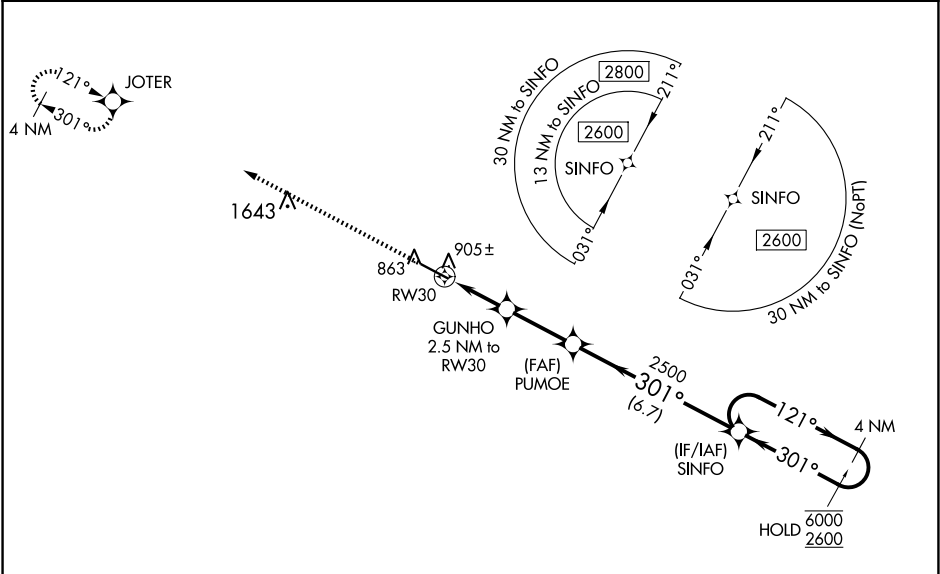 JOTER
121°
301°
4 NM
30 NM to SINFO
2800
211°
13 NM to SINFO
2600
SINFO
031°
211°
SINFO
2600
031°
30 NM to SINFO (NoPT)
1643
863
905±
RW30
GUNHO
2.5 NM to
RW30
(FAF)
PUMOE
2500
301°
(6.7)
(IF/IAF)
SINFO
121°
301°
4 NM
HOLD
6000
2600